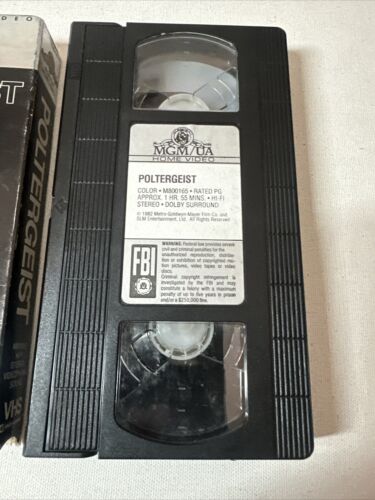 VIDEO
ST
POLTERGEIST
VHS
MGM/UA
HOME VIDEO
POLTERGEIST
COLOR • M800165 • RATED PG
APPROX. 1 HR. 55 MINS. • HI-FI
STEREO • DOLBY SURROUND
© 1982 Metro-Goldwyn-Mayer Film Co. and
SLM Entertainment, Ltd. All Rights Reserved
FBI
WARNING: Federal law provides severe
civil and criminal penalties for the
unauthorized reproduction, distribu-
tion or exhibition of copyrighted mo-
tion pictures, video tapes or video
discs.
Criminal copyright infringement is
investigated by the FBI and may
constitute a felony with a maximum
penalty of up to five years in prison
and/or a $250,000 fine.